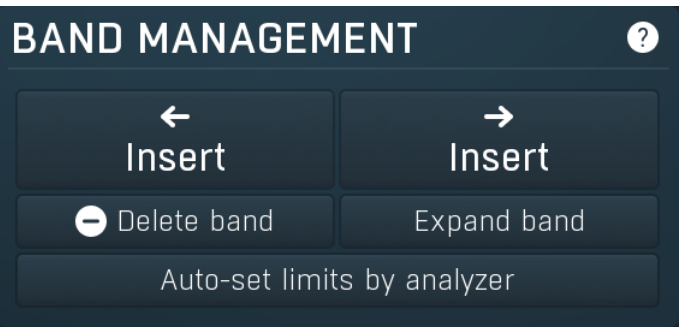 BAND MANAGEMENT ?
← →
Insert Insert
Delete band Expand band
Auto-set limits by analyzer